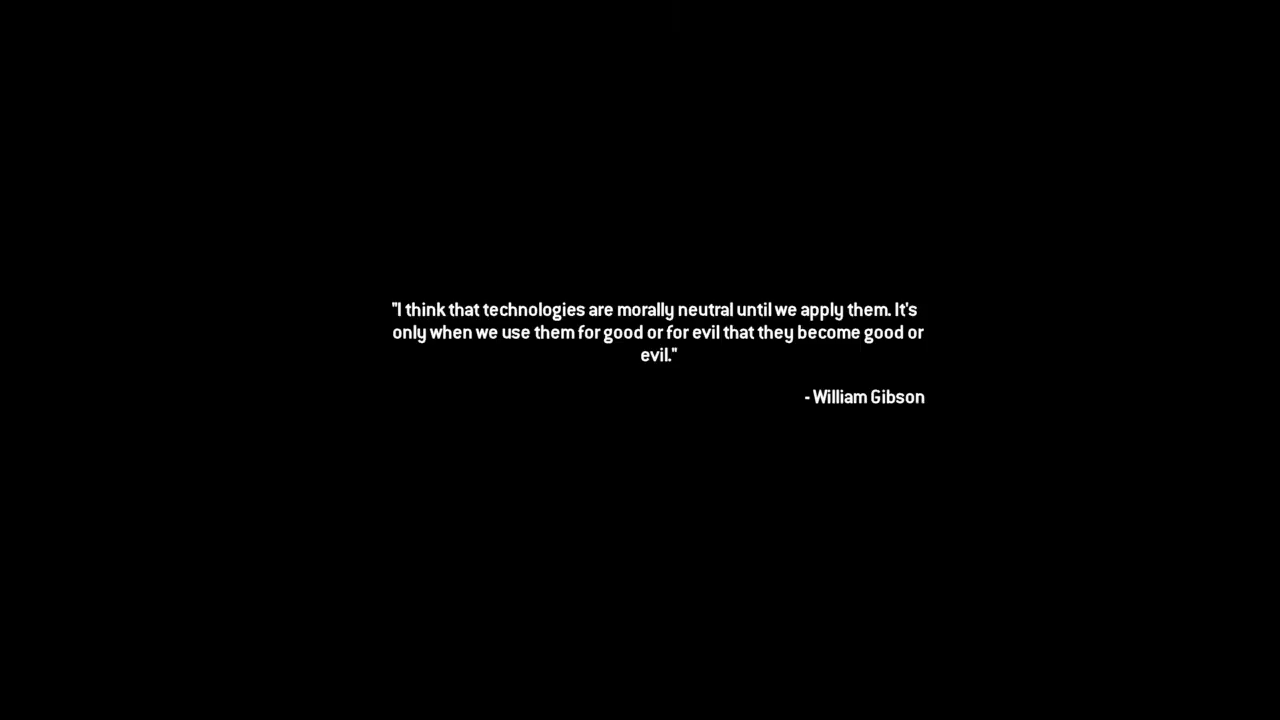 "I think that technologies are morally neutral until we apply them. It's
only when we use them for good or for evil that they become good or
evil."
- William Gibson